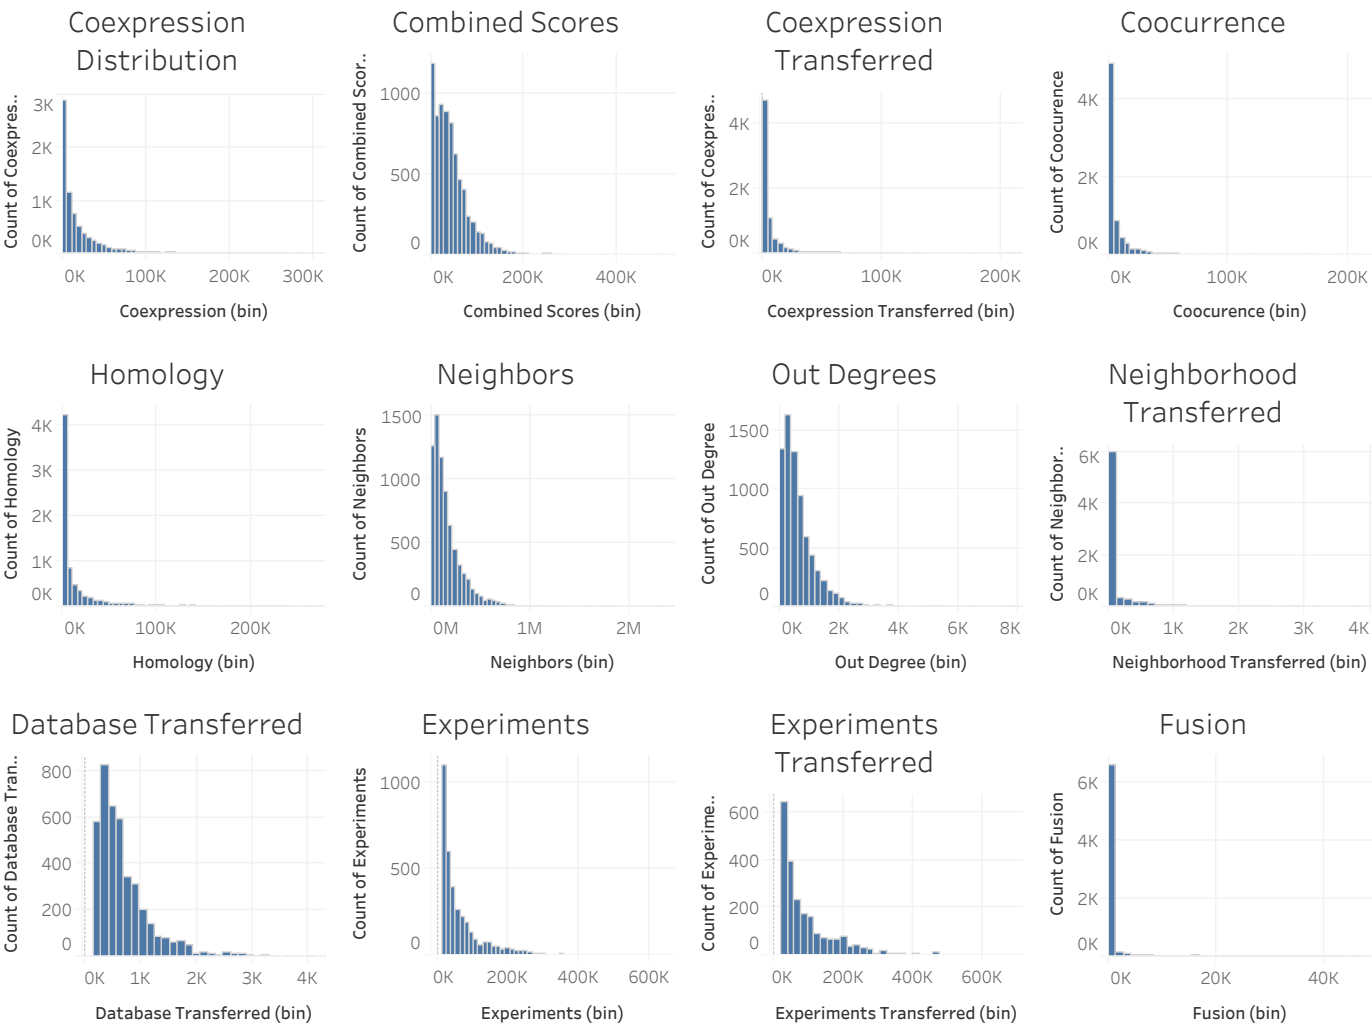 Coexpression
Distribution
Count of Coexpres..
3K
2K
1K
0K
0K 100K 200K 300K
Coexpression (bin)
Combined Scores
Count of Combined Scor..
1000
500
0
0K 200K 400K
Combined Scores (bin)
Coexpression
Transferred
Count of Coexpres..
4K
2K
0K
0K 100K 200K
Coexpression Transferred (bin)
Coocurrence
Count of Coocurence
4K
2K
0K
0K 100K 200K
Coocurence (bin)
Homology
Count of Homology
4K
3K
2K
1K
0K
0K 100K 200K
Homology (bin)
Neighbors
Count of Neighbors
1500
1000
500
0
0M 1M 2M
Neighbors (bin)
Out Degrees
Count of Out Degree
1500
1000
500
0
0K 2K 4K 6K 8K
Out Degree (bin)
Neighborhood
Transferred
Count of Neighbor..
6K
4K
2K
0K
0K 1K 2K 3K 4K
Neighborhood Transferred (bin)
Database Transferred
Count of Database Tran..
800
600
400
200
0
0K 1K 2K 3K 4K
Database Transferred (bin)
Experiments
Count of Experiments
1000
500
0
0K 200K 400K 600K
Experiments (bin)
Experiments
Transferred
Count of Experime..
600
400
200
0
0K 200K 400K 600K
Experiments Transferred (bin)
Fusion
Count of Fusion
6K
4K
2K
0K
0K 20K 40K
Fusion (bin)